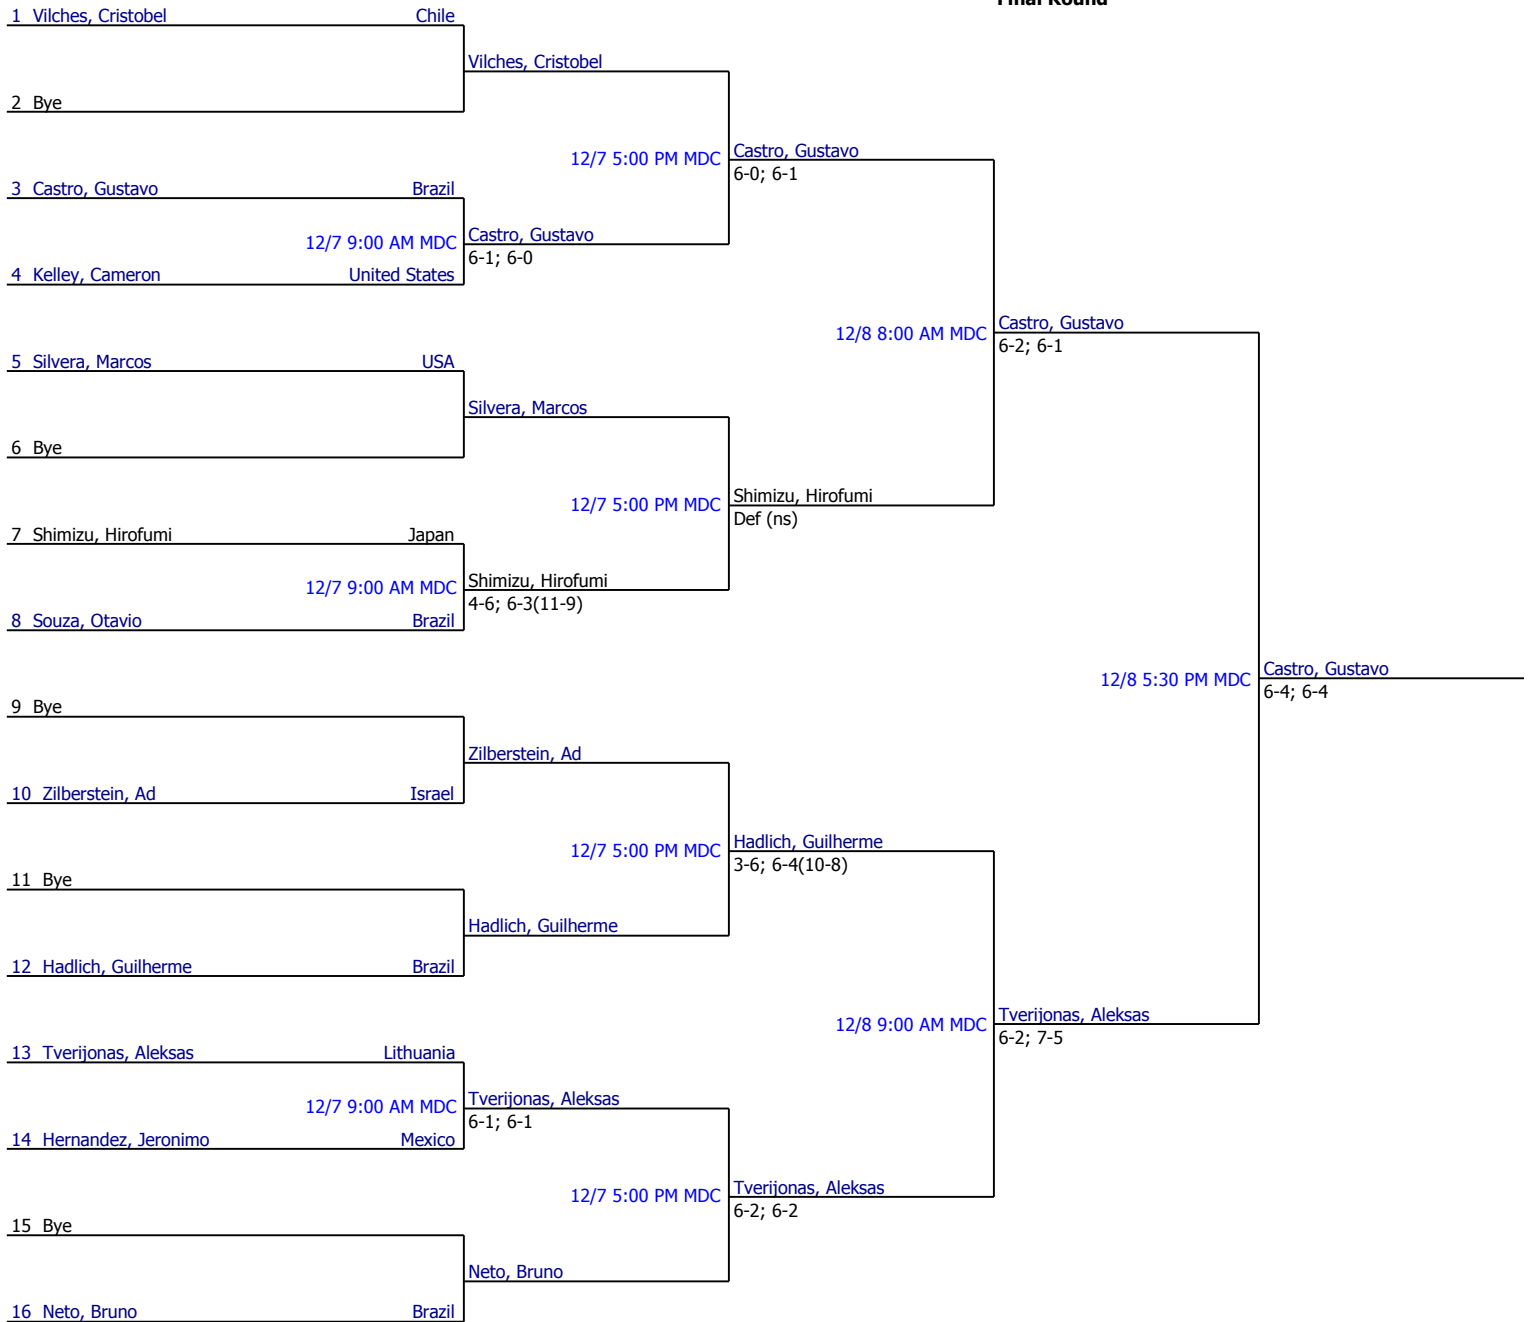 Final Round
1 Vilches, Cristobel Chile
Vilches, Cristobel
2 Bye
12/7 5:00 PM MDC Castro, Gustavo
6-0; 6-1
3 Castro, Gustavo Brazil
12/7 9:00 AM MDC Castro, Gustavo
6-1; 6-0
4 Kelley, Cameron United States
12/8 8:00 AM MDC Castro, Gustavo
6-2; 6-1
5 Silvera, Marcos USA
Silvera, Marcos
6 Bye
12/7 5:00 PM MDC Shimizu, Hirofumi
Def (ns)
7 Shimizu, Hirofumi Japan
12/7 9:00 AM MDC Shimizu, Hirofumi
4-6; 6-3(11-9)
8 Souza, Otavio Brazil
12/8 5:30 PM MDC Castro, Gustavo
6-4; 6-4
9 Bye
Zilberstein, Ad
10 Zilberstein, Ad Israel
12/7 5:00 PM MDC Hadlich, Guilherme
3-6; 6-4(10-8)
11 Bye
Hadlich, Guilherme
12 Hadlich, Guilherme Brazil
12/8 9:00 AM MDC Tverijonas, Aleksas
6-2; 7-5
13 Tverijonas, Aleksas Lithuania
12/7 9:00 AM MDC Tverijonas, Aleksas
6-1; 6-1
14 Hernandez, Jeronimo Mexico
12/7 5:00 PM MDC Tverijonas, Aleksas
6-2; 6-2
15 Bye
Neto, Bruno
16 Neto, Bruno Brazil